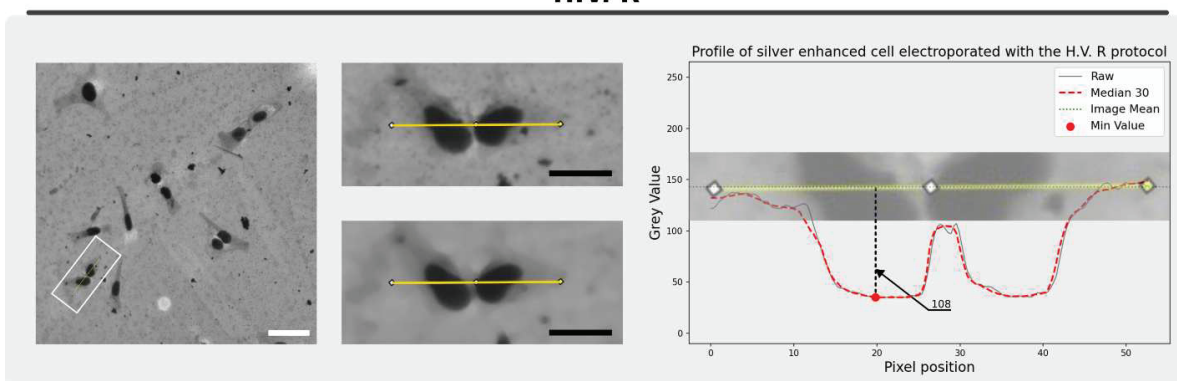 Profile of silver enhanced cell electroporated with the H.V. R protocol
Raw
Median 30
Image Mean
Min Value
Grey Value
250
200
150
100
50
0
108
0 10 20 30 40 50
Pixel position